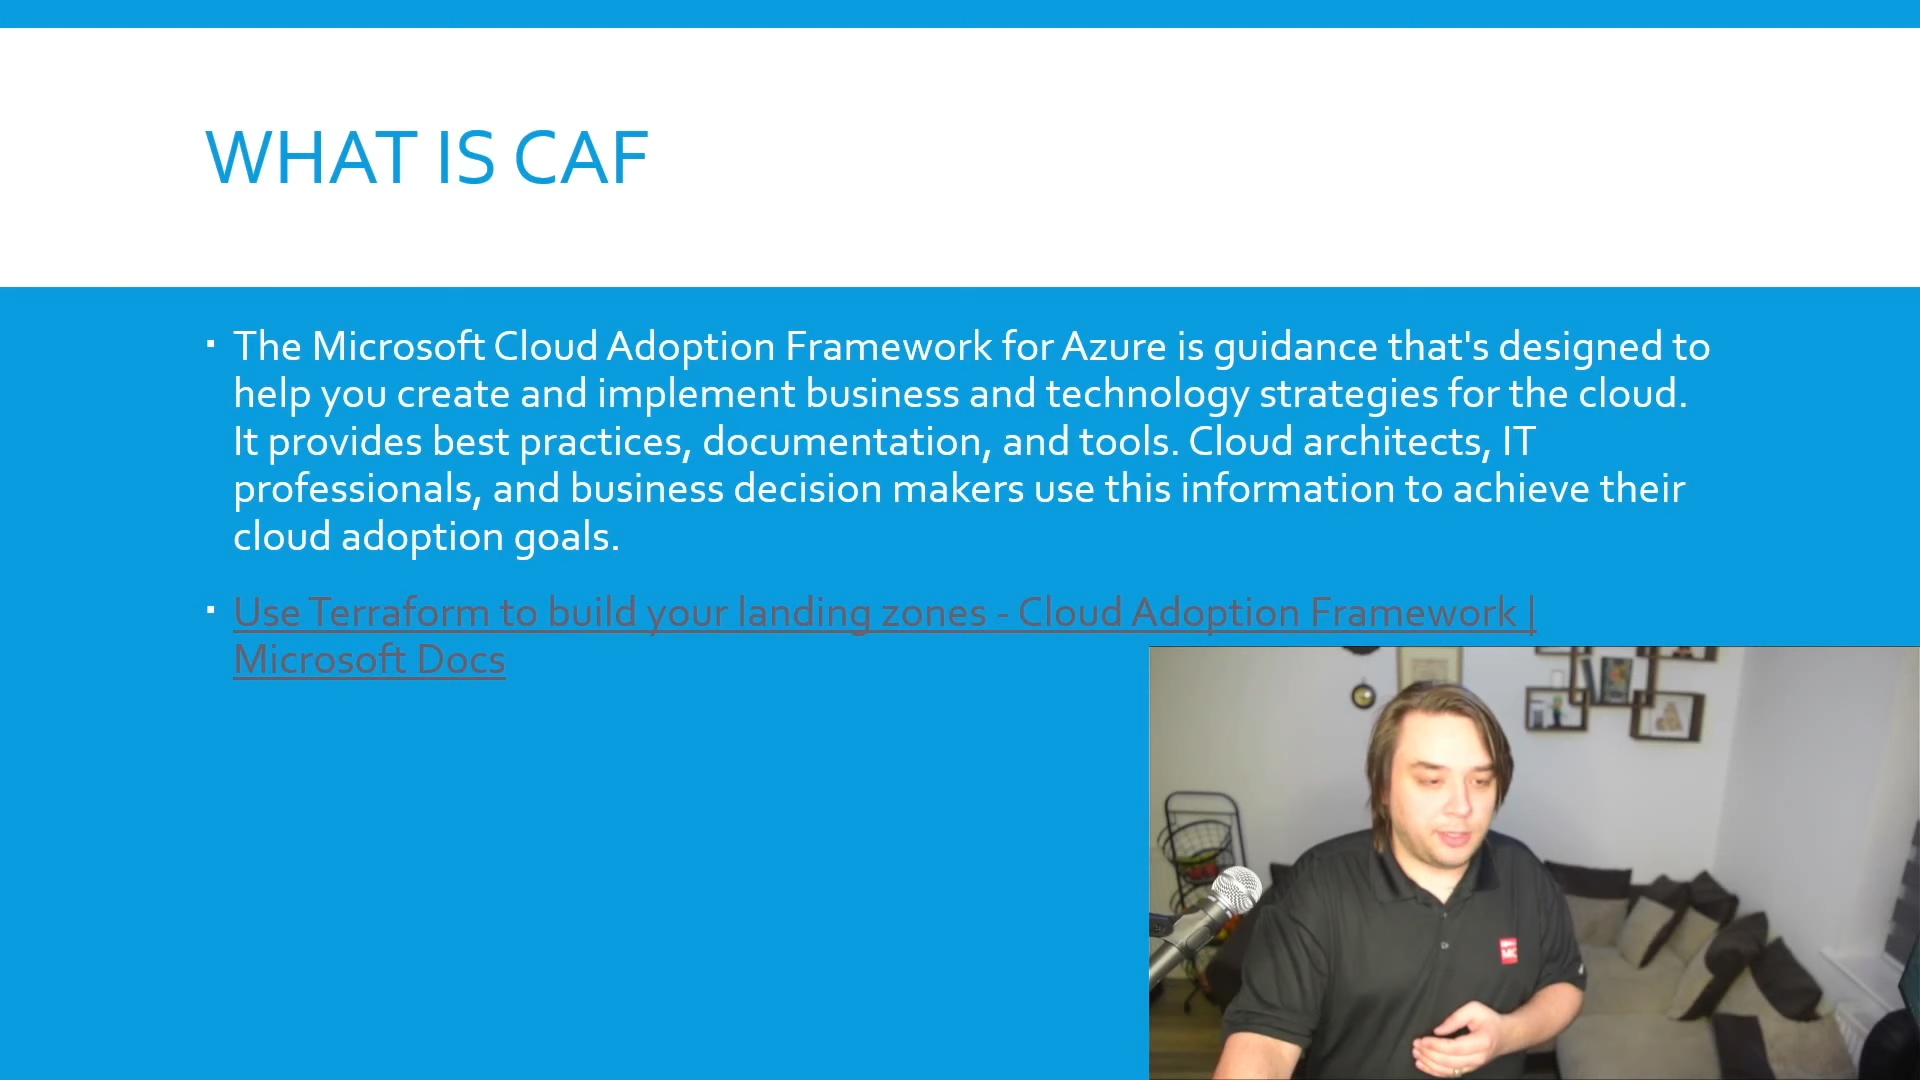 WHAT IS CAF
▪ The Microsoft Cloud Adoption Framework for Azure is guidance that's designed to
help you create and implement business and technology strategies for the cloud.
It provides best practices, documentation, and tools. Cloud architects, IT
professionals, and business decision makers use this information to achieve their
cloud adoption goals.
▪ Use Terraform to build your landing zones - Cloud Adoption Framework |
Microsoft Docs